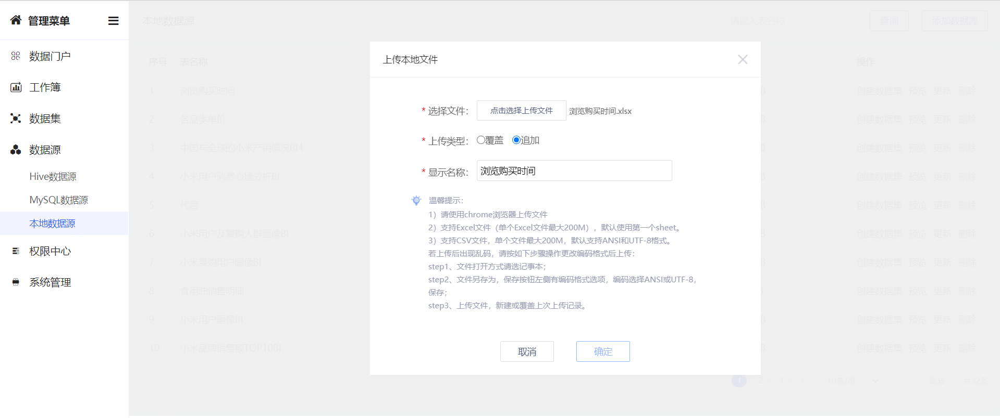 管理菜单
数据门户
工作簿
数据集
数据源
Hive数据源
MySQL数据源
本地数据源
权限中心
系统管理
本地数据源
请输入表名称
查询
添加数据源
序号 表名称 操作
1 浏览购买时间 B 创建数据集 预览 更新 删除
2 各品类单价 B 创建数据集 预览 更新 删除
3 中国与全球的小米产销情况BI4 B 创建数据集 预览 更新 删除
4 小米用户消费心理分析BI B 创建数据集 预览 更新 删除
5 代言 B 创建数据集 预览 更新 删除
6 小米用户及复购人群画像BI B 创建数据集 预览 更新 删除
7 小米复购用户画像BI B 创建数据集 预览 更新 删除
8 食用油销售明细 创建数据集 预览 更新 删除
9 小米用户画像BI B 创建数据集 预览 更新 删除
10 小米品牌销售额TOP10BI B 创建数据集 预览 更新 删除
1 2 3 4 10条/页 跳转 共32条
上传本地文件
* 选择文件： 点击选择上传文件 浏览购买时间.xlsx
* 上传类型： 覆盖 追加
* 显示名称： 浏览购买时间
温馨提示：
1）请使用chrome浏览器上传文件
2）支持Excel文件（单个Excel文件最大200M），默认使用第一个sheet。
3）支持CSV文件，单个文件最大200M，默认支持ANSI和UTF-8格式。
若上传后出现乱码，请按如下步骤操作更改编码格式后上传：
step1、文件打开方式请选记事本；
step2、文件另存为，保存按钮左侧有编码格式选项，编码选择ANSI或UTF-8，
保存；
step3、上传文件，新建或覆盖上次上传记录。
取消
确定